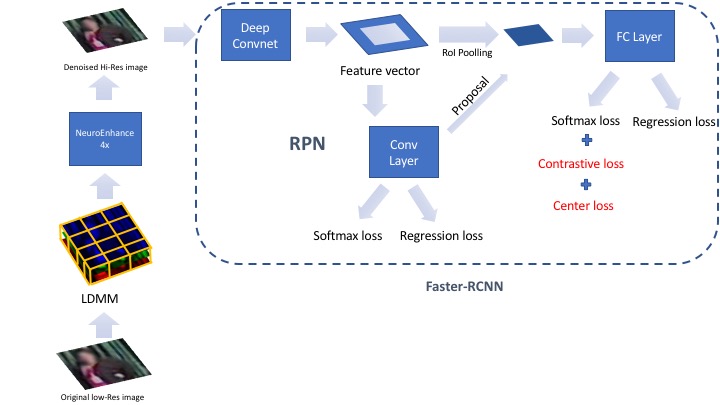 Denoised Hi-Res image
NeuroEnhance
4x
LDMM
Original low-Res image
Deep
Convnet
Feature vector
RoI Poolling
FC Layer
Proposal
RPN
Conv
Layer
Softmax loss
Regression loss
Softmax loss
Regression loss
Contrastive loss
Center loss
Faster-RCNN